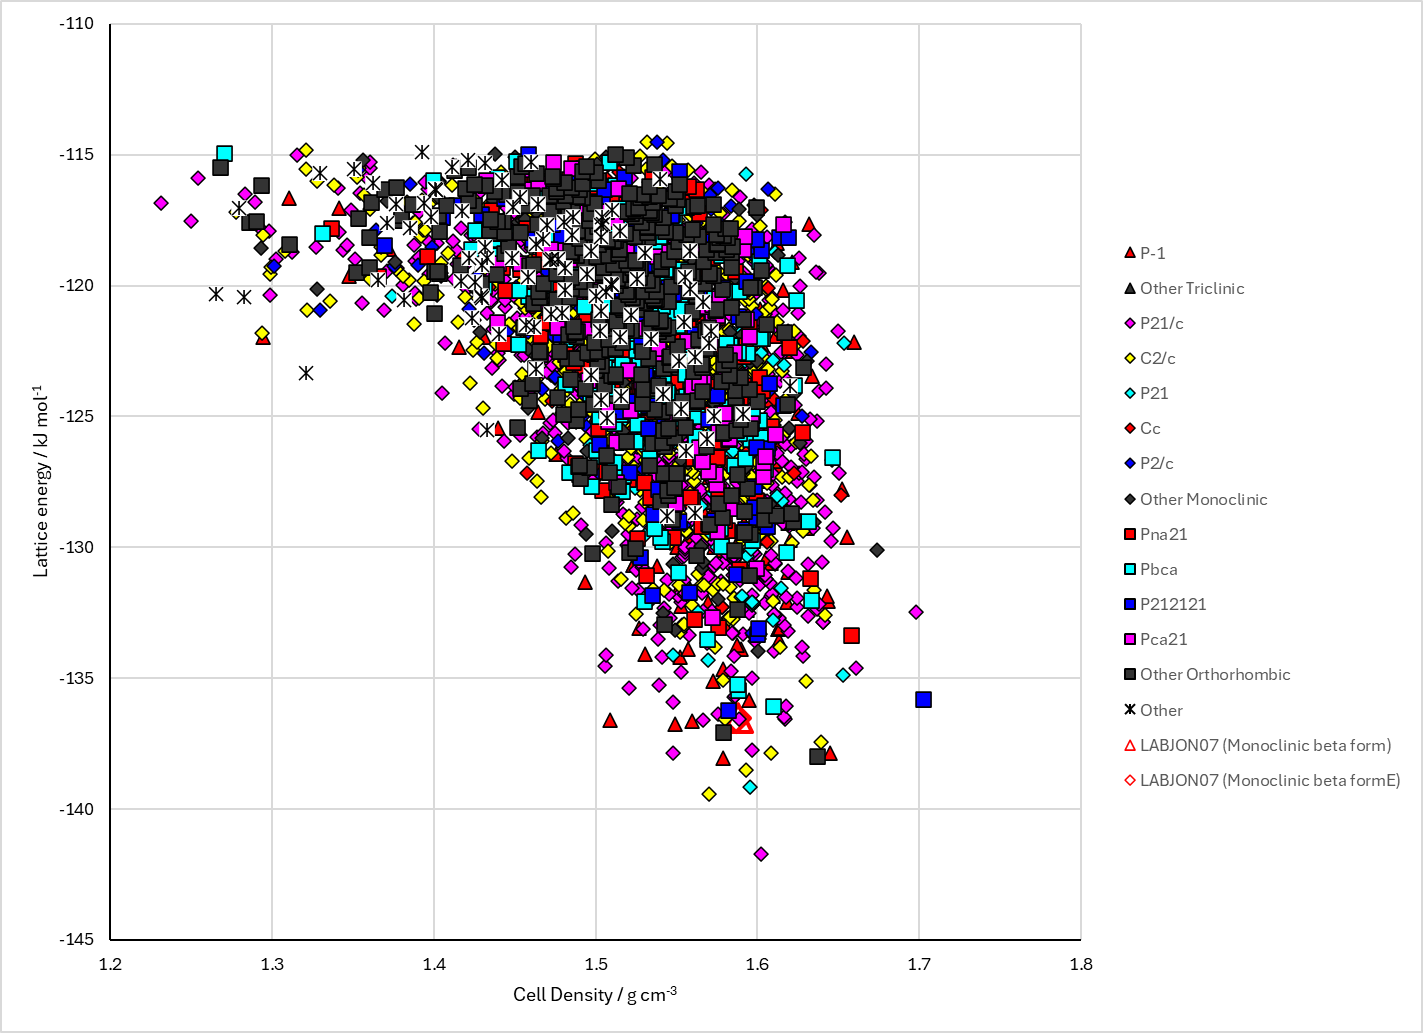 -110
-115
-120
-125
-130
-135
-140
-145
Lattice energy / kJ mol-1
1.2 1.3 1.4 1.5 1.6 1.7 1.8
Cell Density / g cm-3
P-1
Other Triclinic
P21/c
C2/c
P21
Cc
P2/c
Other Monoclinic
Pna21
Pbca
P212121
Pca21
Other Orthorhombic
Other
LABJON07 (Monoclinic beta form)
LABJON07 (Monoclinic beta formE)